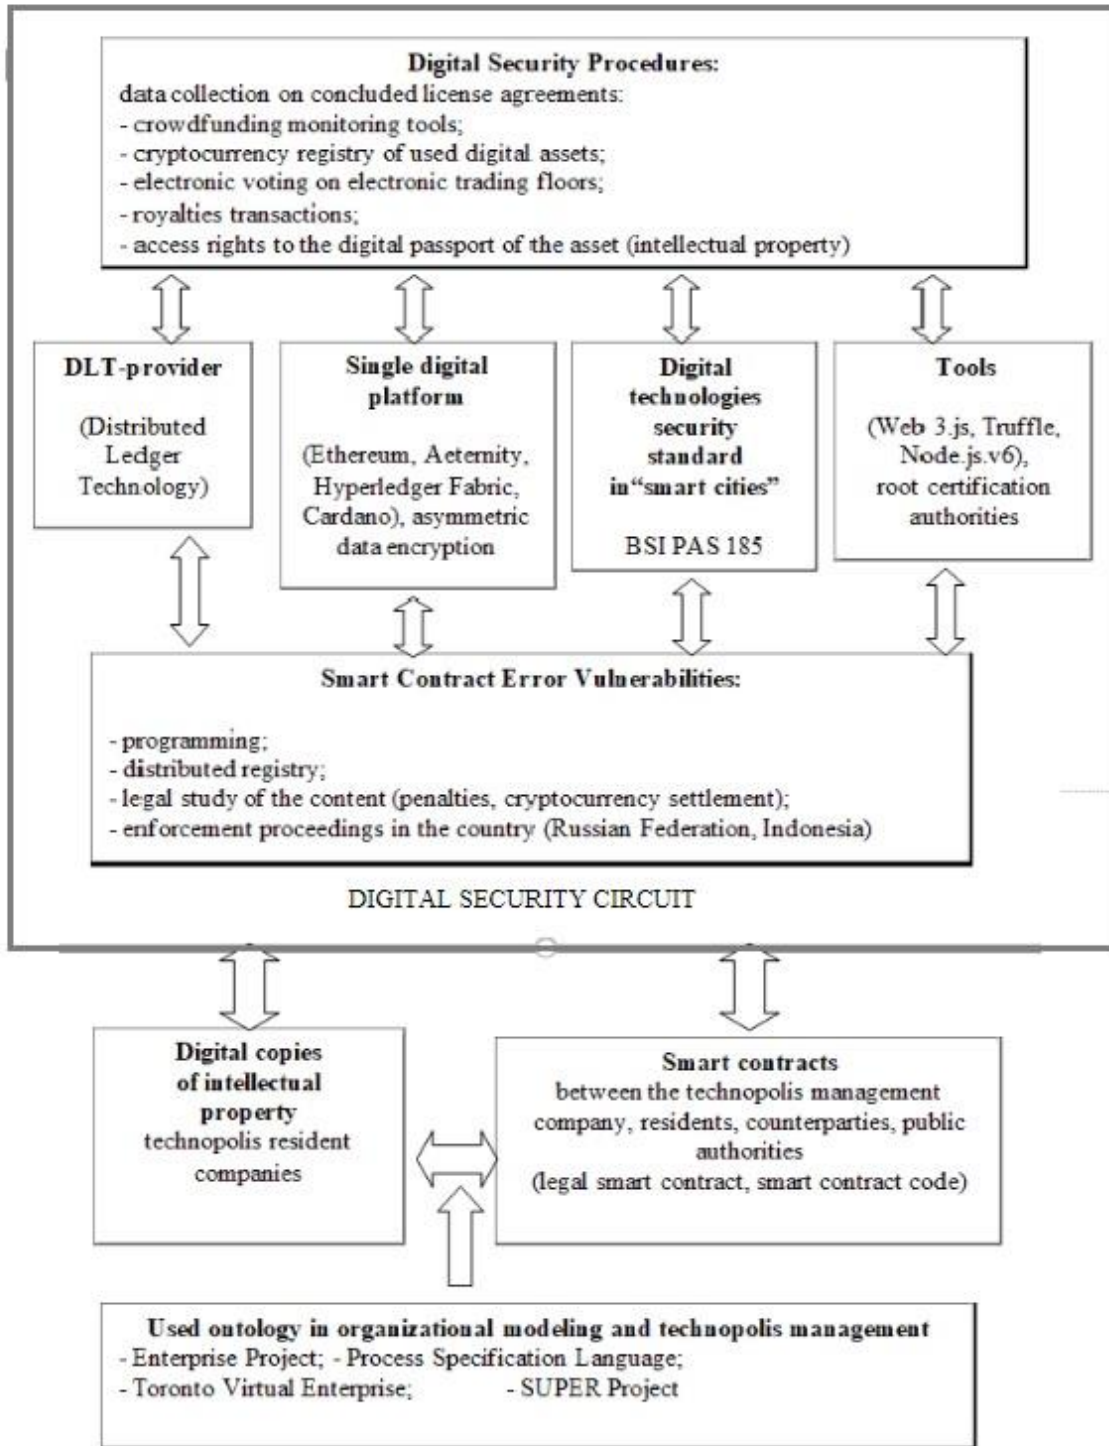 Digital Security Procedures:
data collection on concluded license agreements:
- crowdfunding monitoring tools;
- cryptocurrency registry of used digital assets;
- electronic voting on electronic trading floors;
- royalties transactions;
- access rights to the digital passport of the asset (intellectual property)
DLT-provider
(Distributed
Ledger
Technology)
Single digital
platform
(Ethereum, Aeternity,
Hyperledger Fabric,
Cardano), asymmetric
data encryption
Digital
technologies
security
standard
in“smart cities”
BSI PAS 185
Tools
(Web 3.js, Truffle,
Node.js.v6),
root certification
authorities
Smart Contract Error Vulnerabilities:
- programming;
- distributed registry;
- legal study of the content (penalties, cryptocurrency settlement);
- enforcement proceedings in the country (Russian Federation, Indonesia)
DIGITAL SECURITY CIRCUIT
Digital copies
of intellectual
property
technopolis resident
companies
Smart contracts
between the technopolis management
company, residents, counterparties, public
authorities
(legal smart contract, smart contract code)
Used ontology in organizational modeling and technopolis management
- Enterprise Project; - Process Specification Language;
- Toronto Virtual Enterprise; - SUPER Project